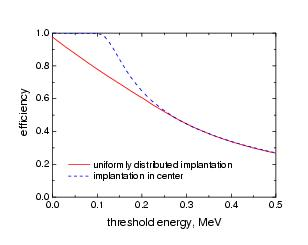 1.0
0.8
0.6
0.4
0.2
0.0
efficiency
uniformly distributed implantation
implantation in center
0.0 0.1 0.2 0.3 0.4 0.5
threshold energy, MeV